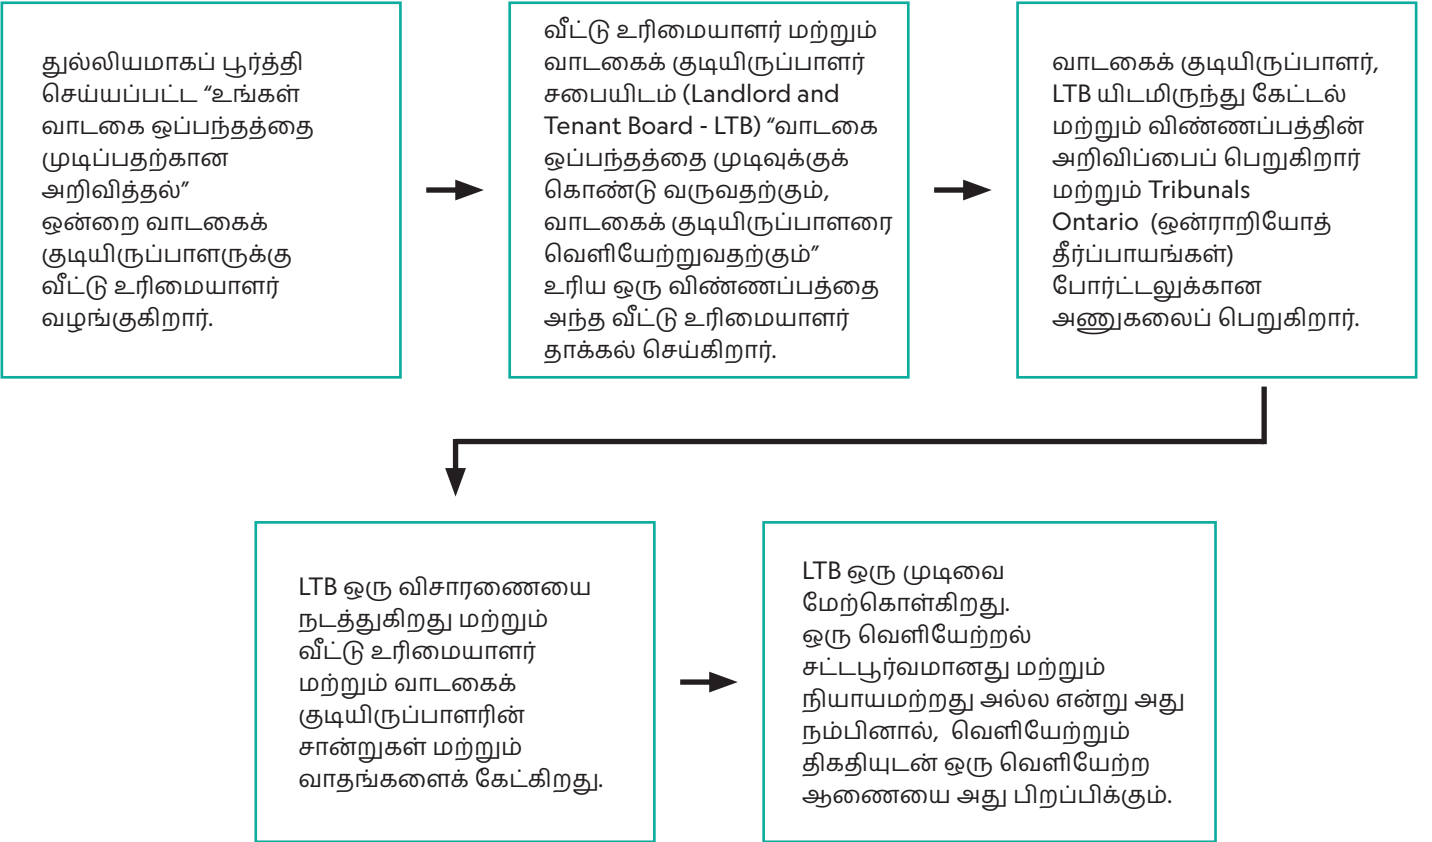 துல்லியமாகப் பூர்த்தி
செய்யப்பட்ட “உங்கள்
வாடகை ஒப்பந்தத்தை
முடிப்பதற்கான
அறிவித்தல்”
ஒன்றை வாடகைக்
குடியிருப்பாளருக்கு
வீட்டு உரிமையாளர்
வழங்குகிறார்.
வீட்டு உரிமையாளர் மற்றும்
வாடகைக் குடியிருப்பாளர்
சபையிடம் (Landlord and
Tenant Board - LTB) “வாடகை
ஒப்பந்தத்தை முடிவுக்குக்
கொண்டு வருவதற்கும்,
வாடகைக் குடியிருப்பாளரை
வெளியேற்றுவதற்கும்”
உரிய ஒரு விண்ணப்பத்தை
அந்த வீட்டு உரிமையாளர்
தாக்கல் செய்கிறார்.
வாடகைக் குடியிருப்பாளர்,
LTB யிடமிருந்து கேட்டல்
மற்றும் விண்ணப்பத்தின்
அறிவிப்பைப் பெறுகிறார்
மற்றும் Tribunals
Ontario (ஒன்ராறியோத்
தீர்ப்பாயங்கள்)
போர்ட்டலுக்கான
அணுகலைப் பெறுகிறார்.
LTB ஒரு விசாரணையை
நடத்துகிறது மற்றும்
வீட்டு உரிமையாளர்
மற்றும் வாடகைக்
குடியிருப்பாளரின்
சான்றுகள் மற்றும்
வாதங்களைக் கேட்கிறது.
LTB ஒரு முடிவை
மேற்கொள்கிறது.
ஒரு வெளியேற்றல்
சட்டபூர்வமானது மற்றும்
நியாயமற்றது அல்ல என்று அது
நம்பினால், வெளியேற்றும்
திகதியுடன் ஒரு வெளியேற்ற
ஆணையை அது பிறப்பிக்கும்.